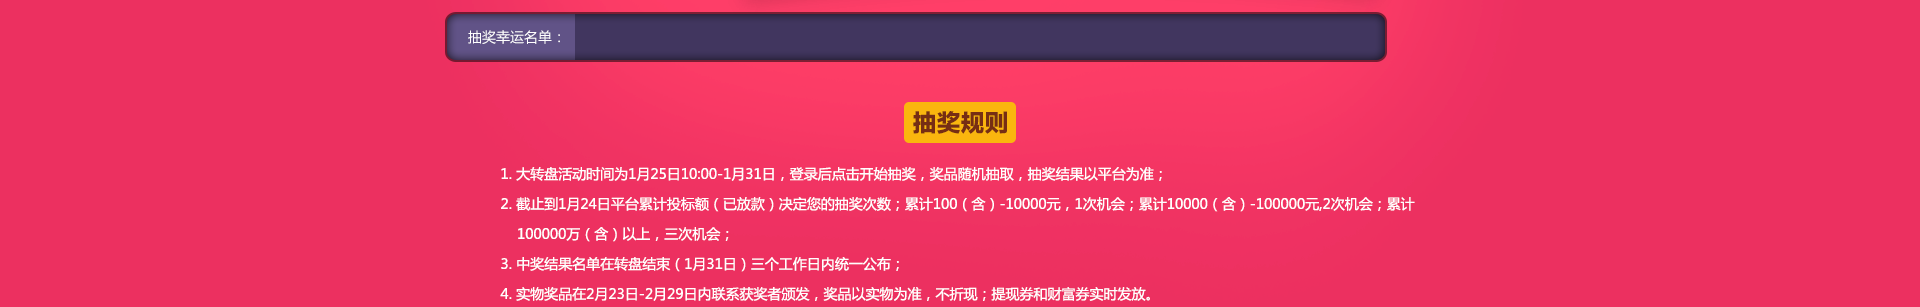 抽奖幸运名单：
抽奖规则
1. 大转盘活动时间为1月25日10:00-1月31日，登录后点击开始抽奖，奖品随机抽取，抽奖结果以平台为准；
2. 截止到1月24日平台累计投标额（已放款）决定您的抽奖次数；累计100（含）-10000元，1次机会；累计10000（含）-100000元,2次机会；累计
100000万（含）以上，三次机会；
3. 中奖结果名单在转盘结束（1月31日）三个工作日内统一公布；
4. 实物奖品在2月23日-2月29日内联系获奖者颁发，奖品以实物为准，不折现；提现券和财富券实时发放。